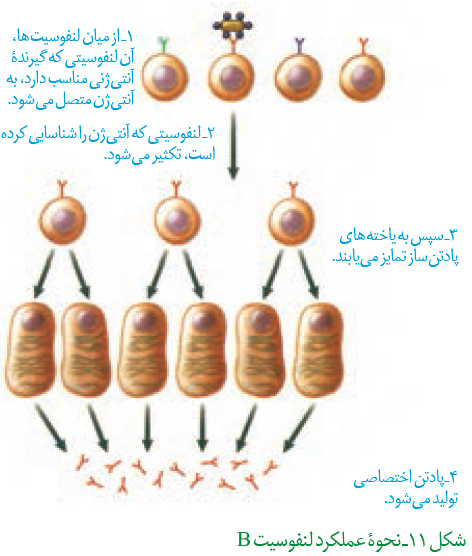 ۱ـ از میان لنفوسیت‌ها،
آن لنفوسیتی که گیرندهٔ
آنتی‌ژنی مناسب دارد، به
آنتی‌ژن متصل می‌شود.
۲ـ لنفوسیتی که آنتی‌ژن را شناسایی کرده
است، تکثیر می‌شود.
۳ـ سپس به یاخته‌های
پادتن ساز تمایز می‌یابند.
۴ـ پادتن اختصاصی
تولید می‌شود.
شکل ۱۱ـ نحوهٔ عملکرد لنفوسیت B